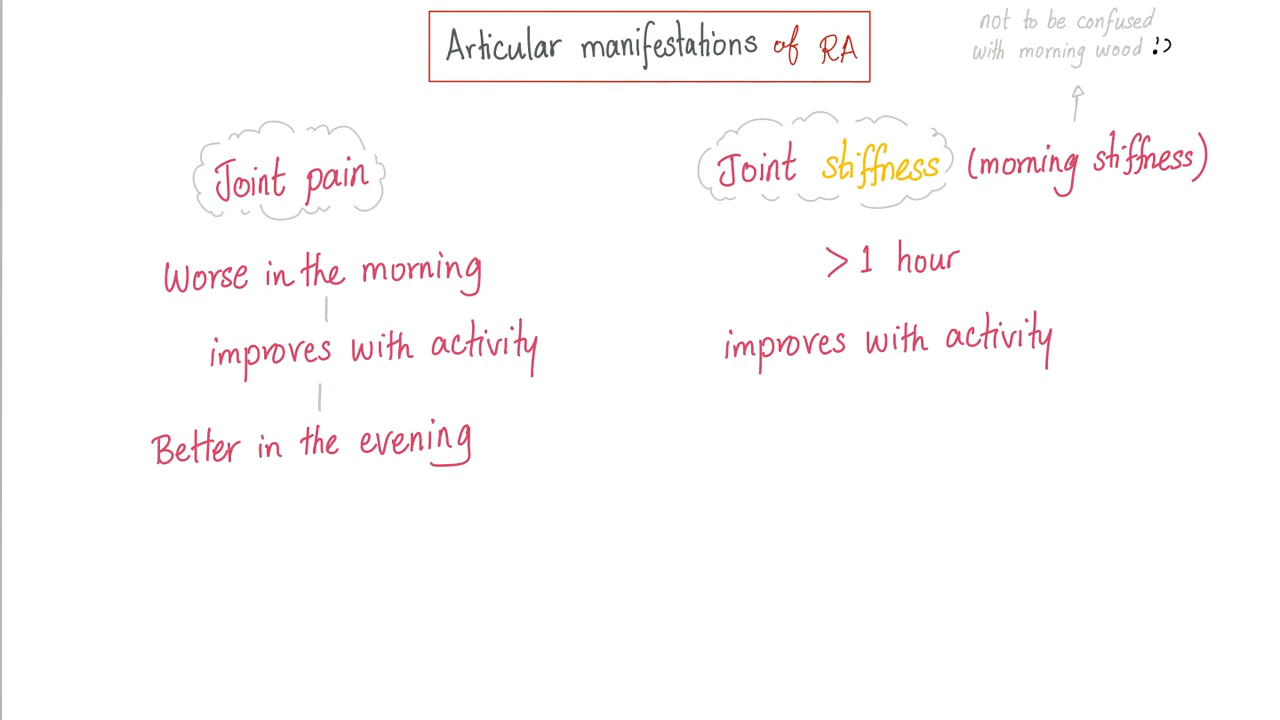 Articular manifestations of RA
not to be confused
with morning wood :)
Joint pain
Worse in the morning
improves with activity
Better in the evening
Joint stiffness (morning stiffness)
> 1 hour
improves with activity